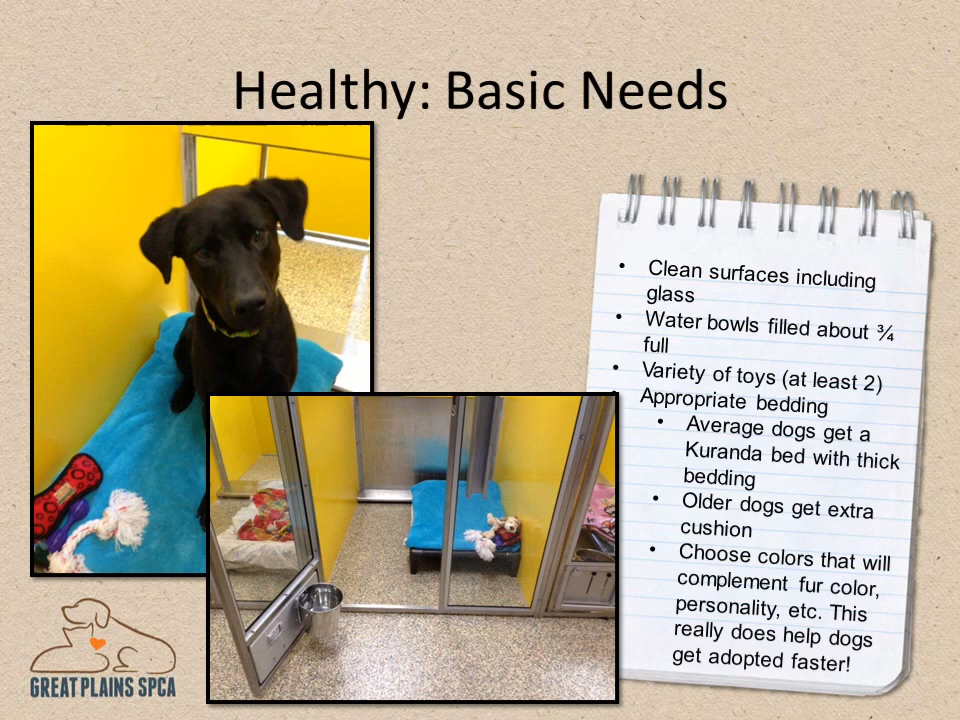 Healthy: Basic Needs
• Clean surfaces including
glass
• Water bowls filled about ¾
full
• Variety of toys (at least 2)
• Appropriate bedding
• Average dogs get a
Kuranda bed with thick
bedding
• Older dogs get extra
cushion
• Choose colors that will
complement fur color,
personality, etc. This
really does help dogs
get adopted faster!
GREAT PLAINS SPCA